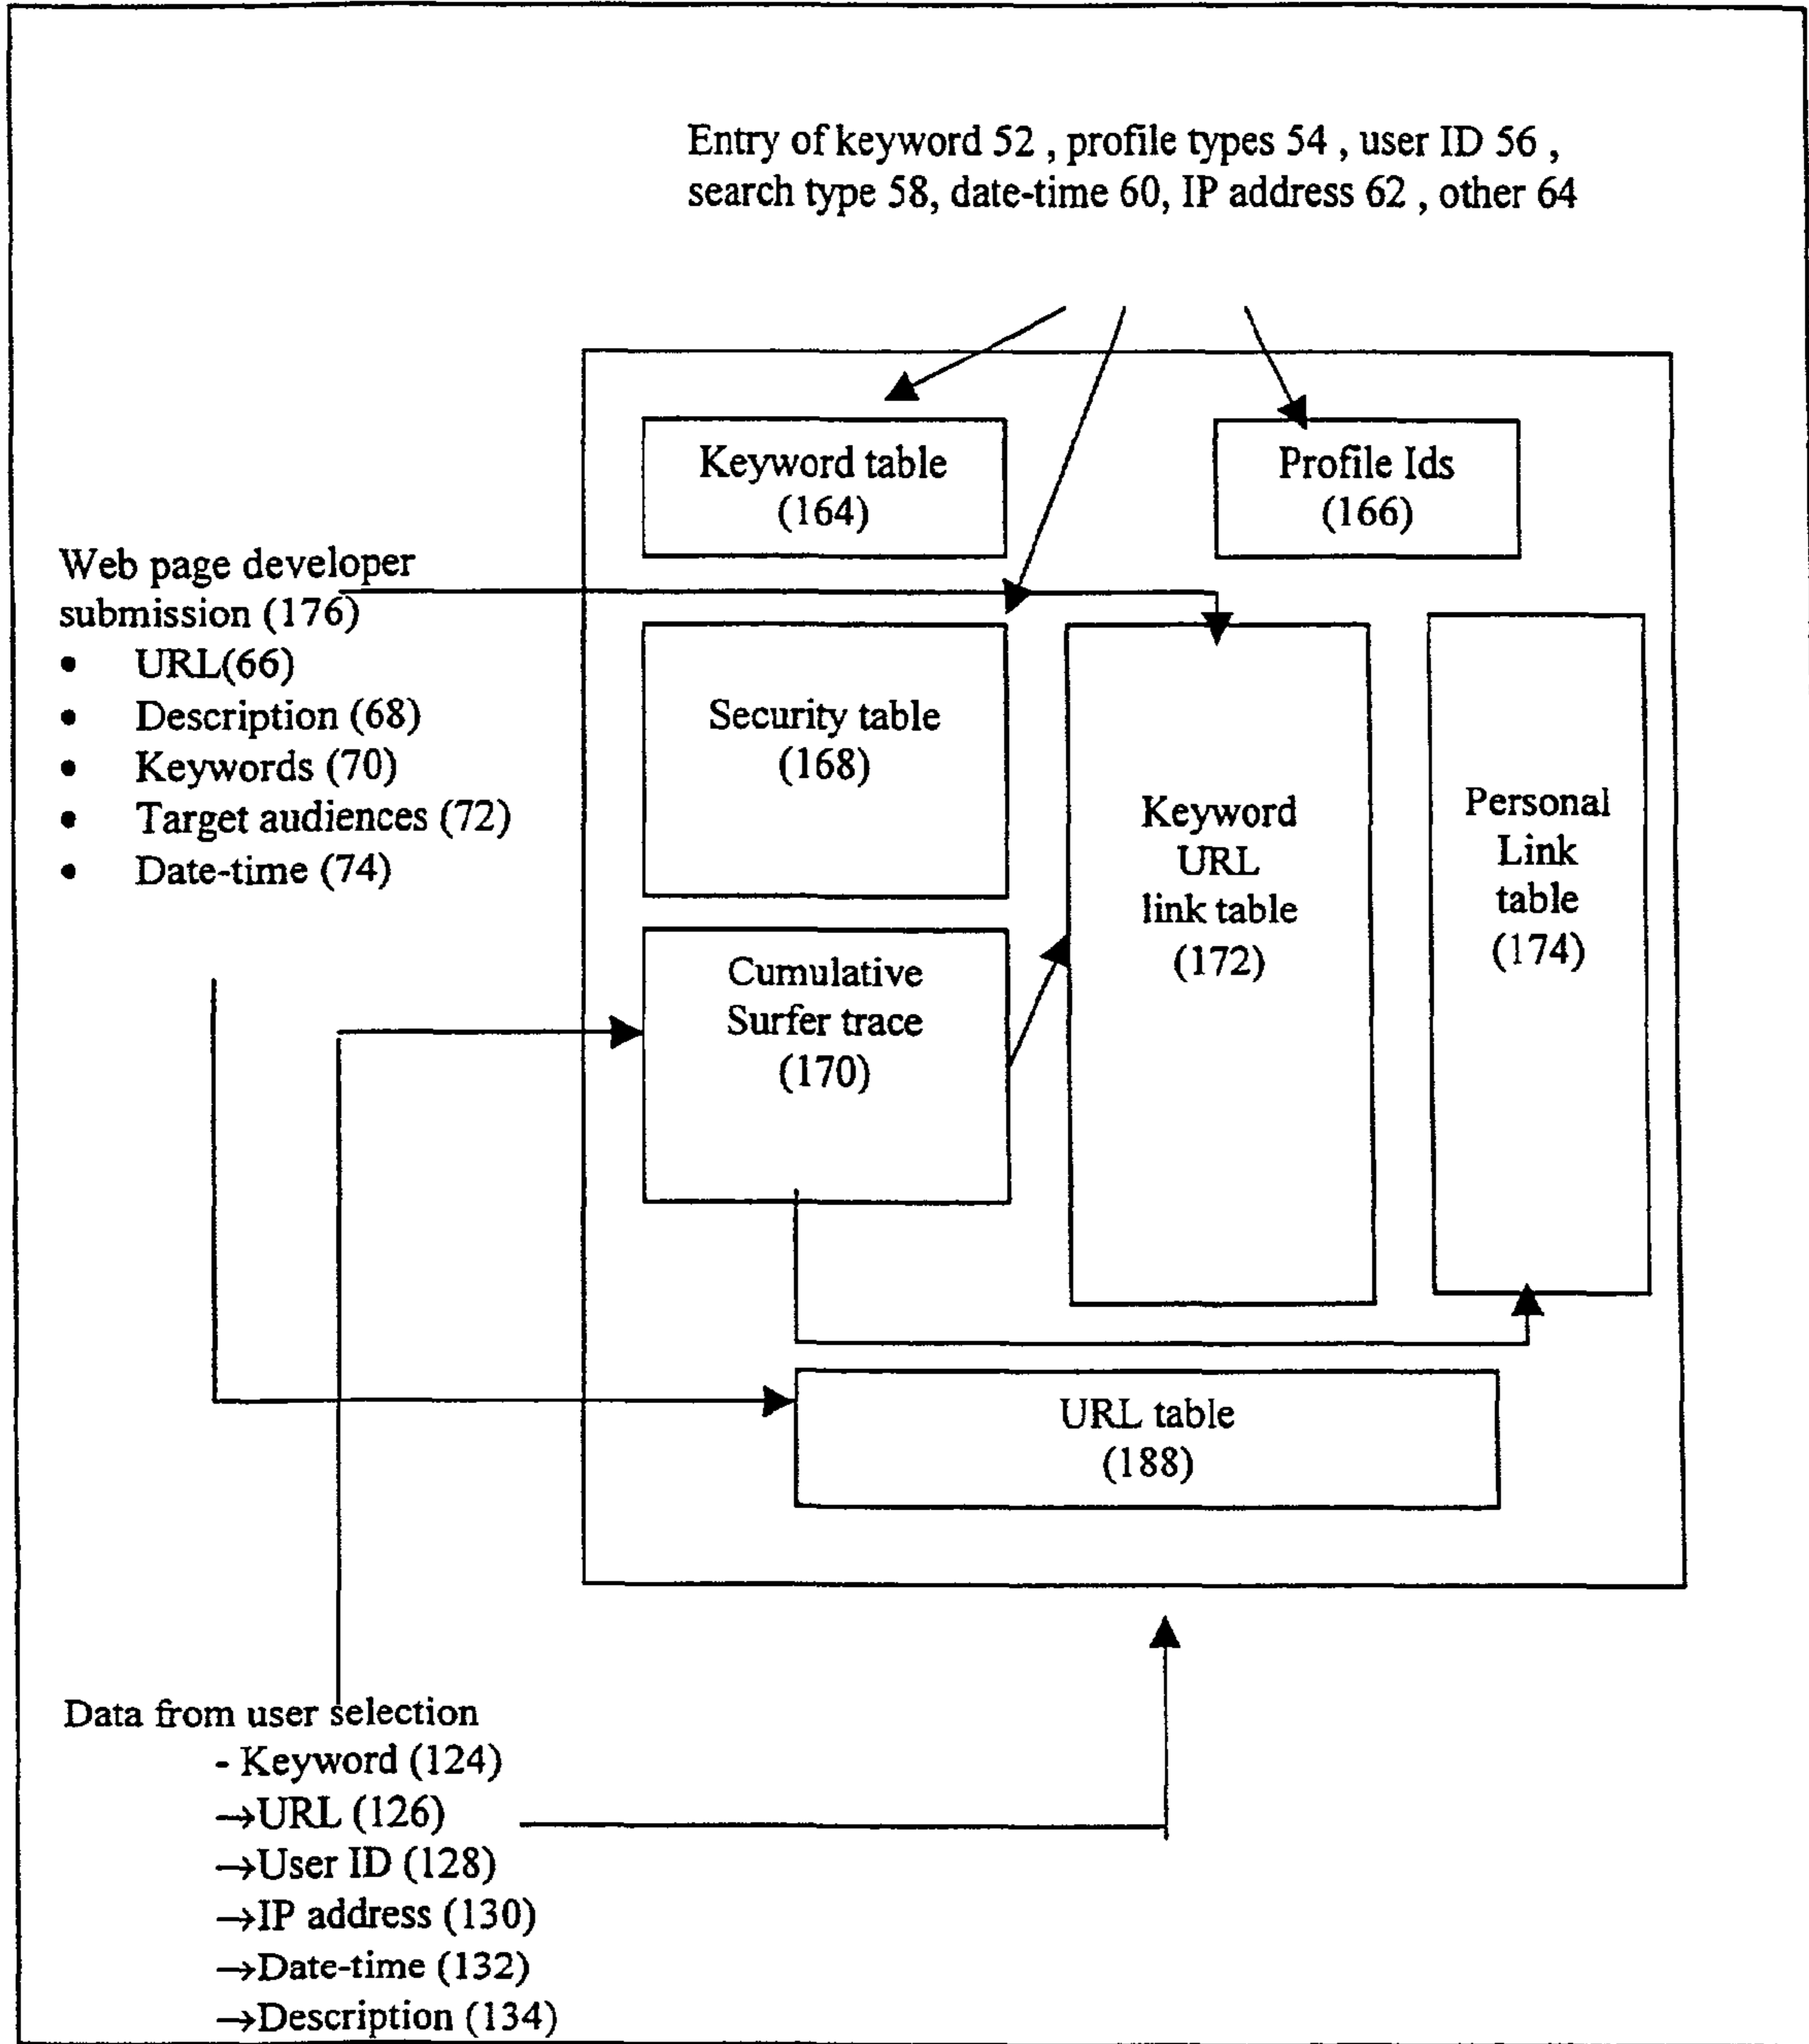 Entry of keyword 52 , profile types 54 , user ID 56 ,
search type 58, date-time 60, IP address 62 , other 64
Keyword table
(164)
Profile Ids
(166)
Web page developer
submission (176)
• URL(66)
• Description (68)
• Keywords (70)
• Target audiences (72)
• Date-time (74)
Security table
(168)
Keyword
URL
link table
(172)
Personal
Link
table
(174)
Cumulative
Surfer trace
(170)
URL table
(188)
Data from user selection
- Keyword (124)
→URL (126)
→User ID (128)
→IP address (130)
→Date-time (132)
→Description (134)